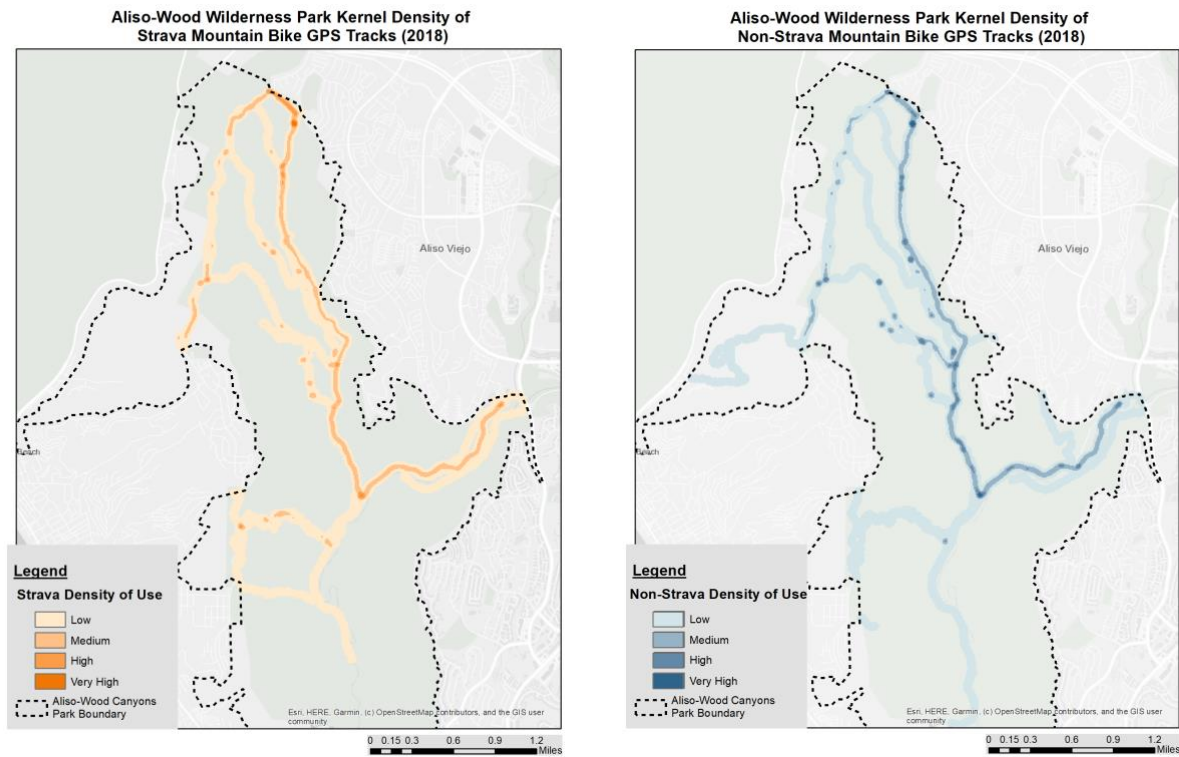 Aliso-Wood Wilderness Park Kernel Density of
Strava Mountain Bike GPS Tracks (2018)
Aliso Viejo
Beach
Legend
Strava Density of Use
Low
Medium
High
Very High
Aliso-Wood Canyons
Park Boundary
Esri, HERE, Garmin, (c) OpenStreetMap contributors, and the GIS user
community
0 0.15 0.3 0.6 0.9 1.2
Miles
Aliso-Wood Wilderness Park Kernel Density of
Non-Strava Mountain Bike GPS Tracks (2018)
Aliso Viejo
Beach
Legend
Non-Strava Density of Use
Low
Medium
High
Very High
Aliso-Wood Canyons
Park Boundary
Esri, HERE, Garmin, (c) OpenStreetMap contributors, and the GIS user
community
0 0.15 0.3 0.6 0.9 1.2
Miles